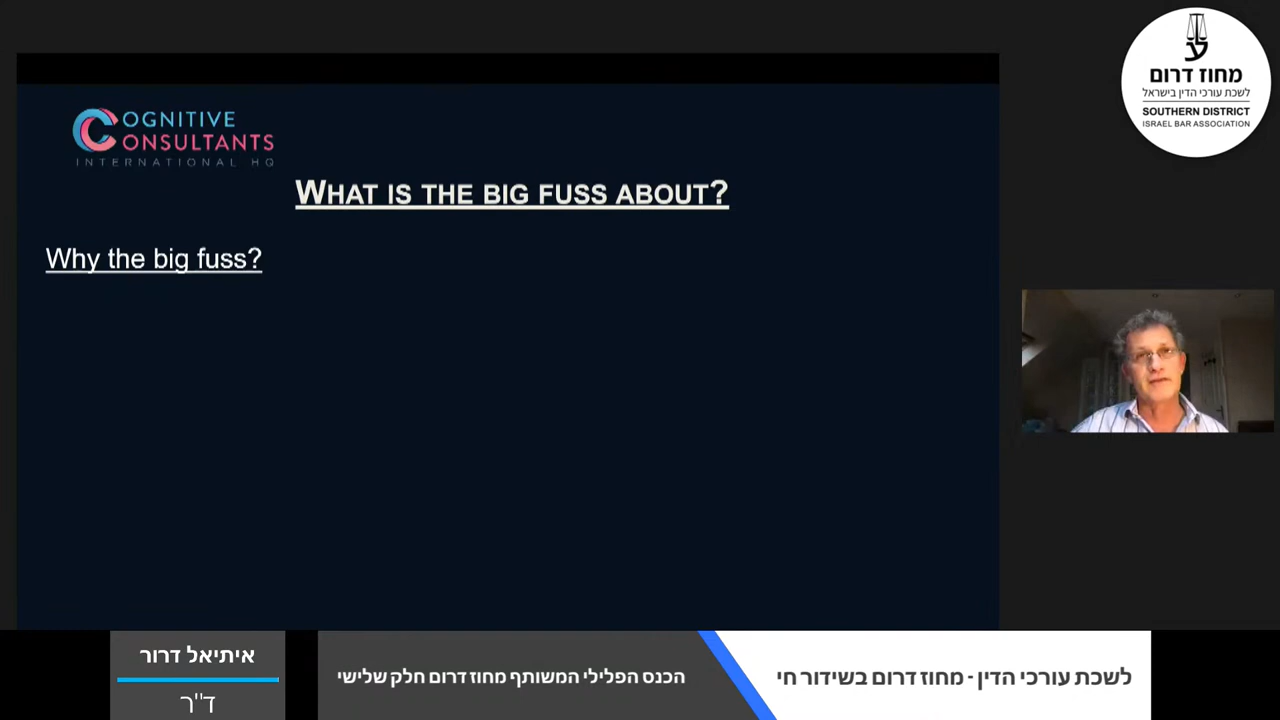 COGNITIVE
CONSULTANTS
INTERNATIONAL HQ
WHAT IS THE BIG FUSS ABOUT?
Why the big fuss?
מחוז דרום
לשכת עורכי הדין בישראל
SOUTHERN DISTRICT
ISRAEL BAR ASSOCIATION
לשכת עורכי הדין - מחוז דרום בשידור חי
הכנס הפלילי המשותף מחוז דרום חלק שלישי
איתיאל דרור
ד"ר